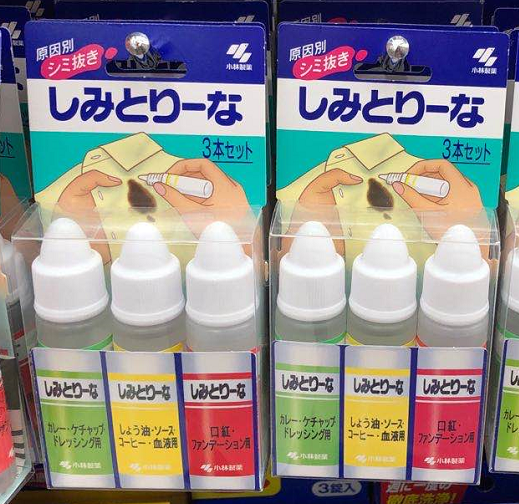 原因別
シミ抜き
小林製薬
しみとりーな
3本セット
しみとりーな
カレー・ケチャップ
ドレッシング用
小林製薬
しみとりーな
しょう油・ソース
コーヒー・血液用
小林製薬
しみとりーな
口紅・
ファンデーション用
小林製薬
原因別
シミ抜き
小林製薬
しみとりーな
3本セット
しみとりーな
カレー・ケチャップ
ドレッシング用
小林製薬
しみとりーな
しょう油・ソース
コーヒー・血液用
小林製薬
しみとりーな
口紅・
ファンデーション用
小林製薬
3錠入